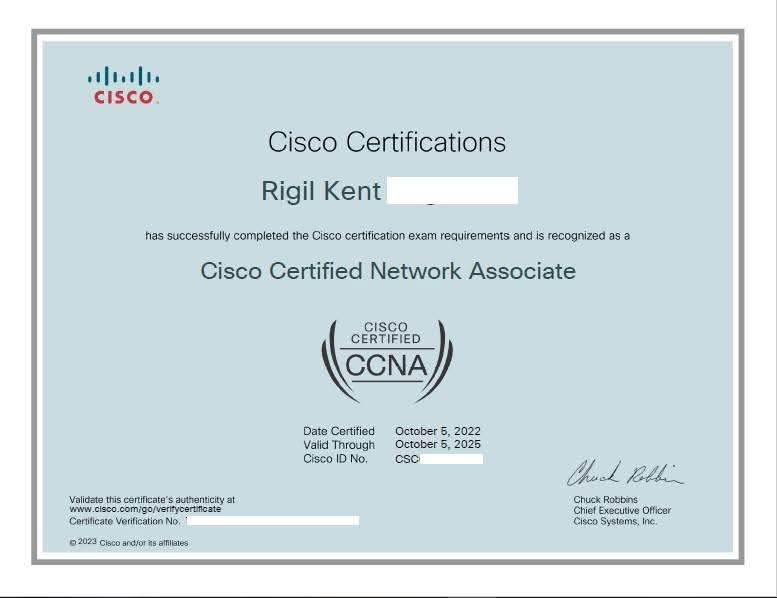 CISCO
Cisco Certifications
Rigil Kent
has successfully completed the Cisco certification exam requirements and is recognized as a
Cisco Certified Network Associate
CISCO
CERTIFIED
CCNA
Date Certified October 5, 2022
Valid Through October 5, 2025
Cisco ID No. CSC
Chuck Robbins
Validate this certificate's authenticity at
www.cisco.com/go/verifycertificate
Certificate Verification No.
Chuck Robbins
Chief Executive Officer
Cisco Systems, Inc.
© 2023 Cisco and/or its affiliates